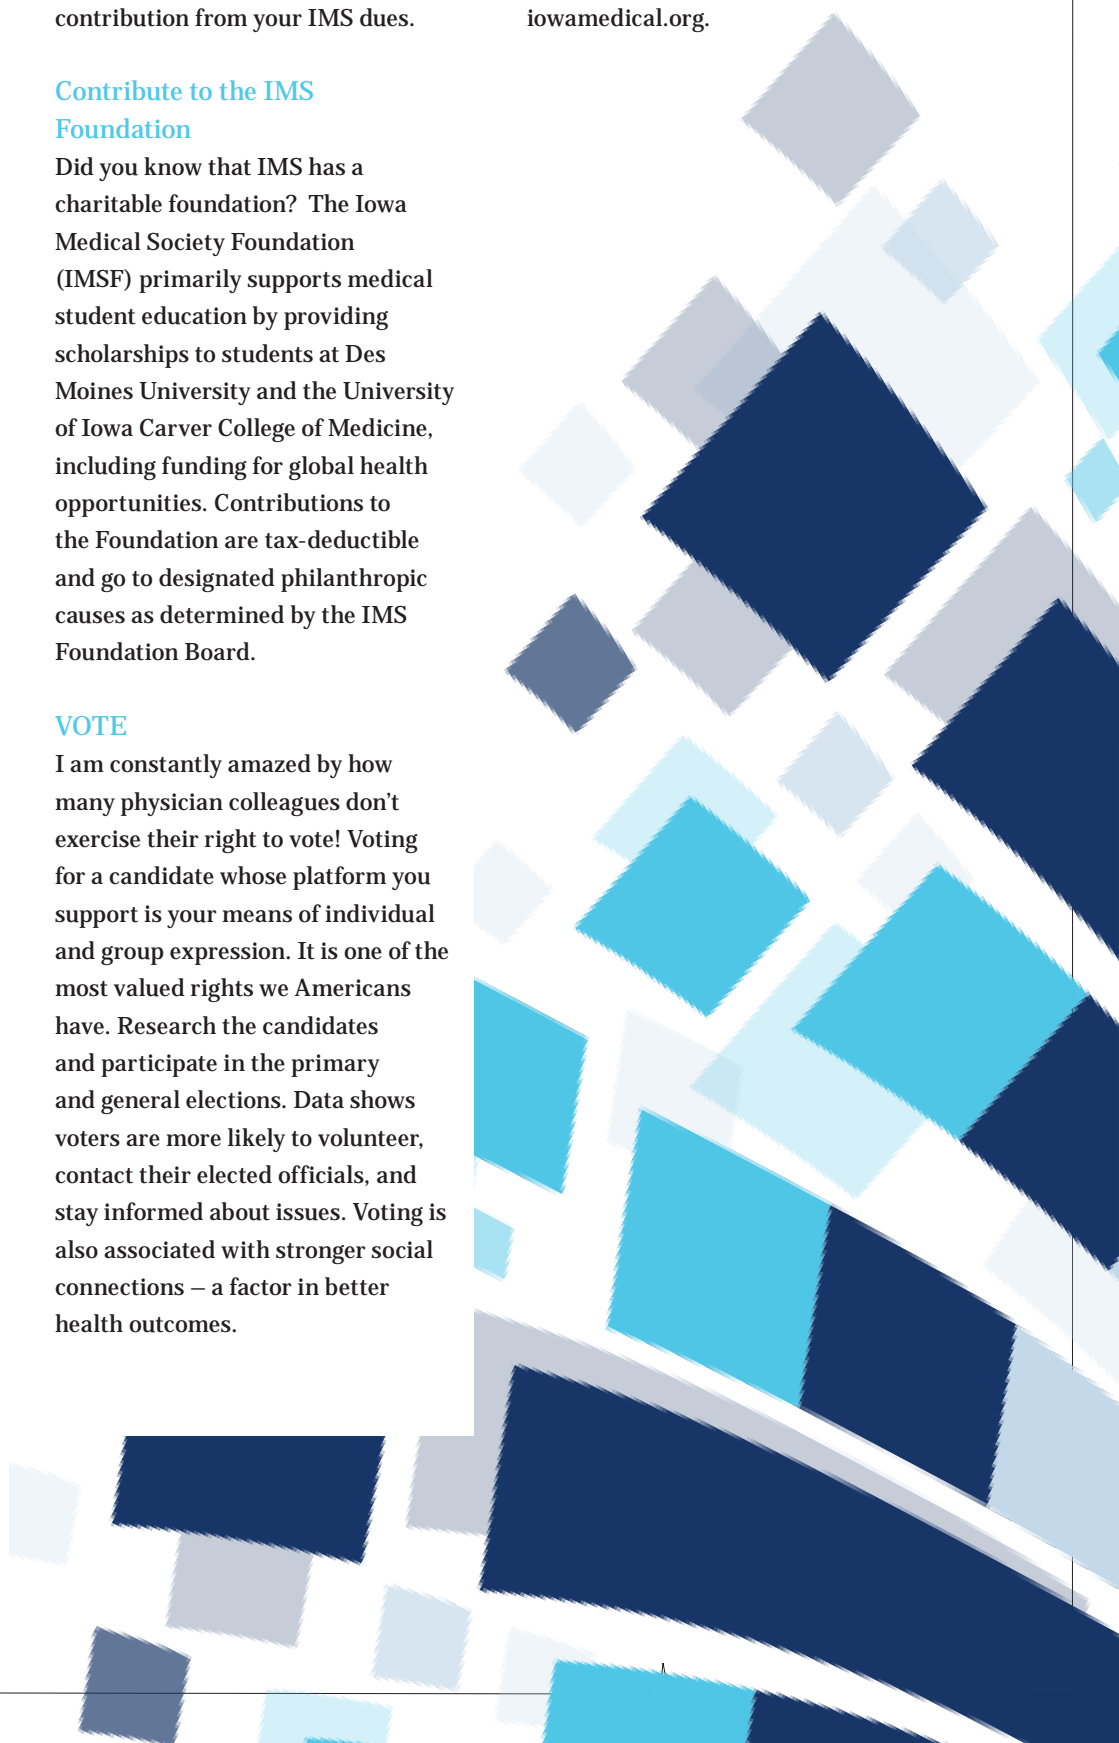 contribution from your IMS dues.
Contribute to the IMS
Foundation
Did you know that IMS has a
charitable foundation?  The Iowa
Medical Society Foundation
(IMSF) primarily supports medical
student education by providing
scholarships to students at Des
Moines University and the University
of Iowa Carver College of Medicine,
including funding for global health
opportunities. Contributions to
the Foundation are tax-deductible
and go to designated philanthropic
causes as determined by the IMS
Foundation Board.
VOTE
I am constantly amazed by how
many physician colleagues don’t
exercise their right to vote! Voting
for a candidate whose platform you
support is your means of individual
and group expression. It is one of the
most valued rights we Americans
have. Research the candidates
and participate in the primary
and general elections. Data shows
voters are more likely to volunteer,
contact their elected officials, and
stay informed about issues. Voting is
also associated with stronger social
connections – a factor in better
health outcomes.
iowamedical.org.